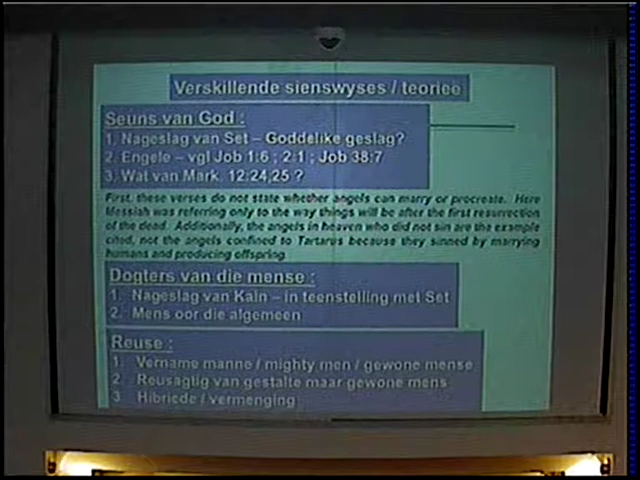 Verskillende sienswyses / teorieë
Seuns van God :
1. Nageslag van Set – Goddelike geslag?
2. Engele – vgl Job 1:6 ; 2:1 ; Job 38:7
3. Wat van Mark. 12:24,25 ?
First, these verses do not state whether angels can marry or procreate. Here
Messiah was referring only to the way things will be after the first resurrection
of the dead. Additionally, the angels in heaven who did not sin are the example
cited, not the angels confined to Tartarus because they sinned by marrying
humans and producing offspring.
Dogters van die mense :
1. Nageslag van Kain – in teenstelling met Set
2. Mens oor die algemeen
Reuse :
1 Vername manne / mighty men / gewone mense
2 Reusagtig van gestalte maar gewone mens
3 Hibriede / vermenging